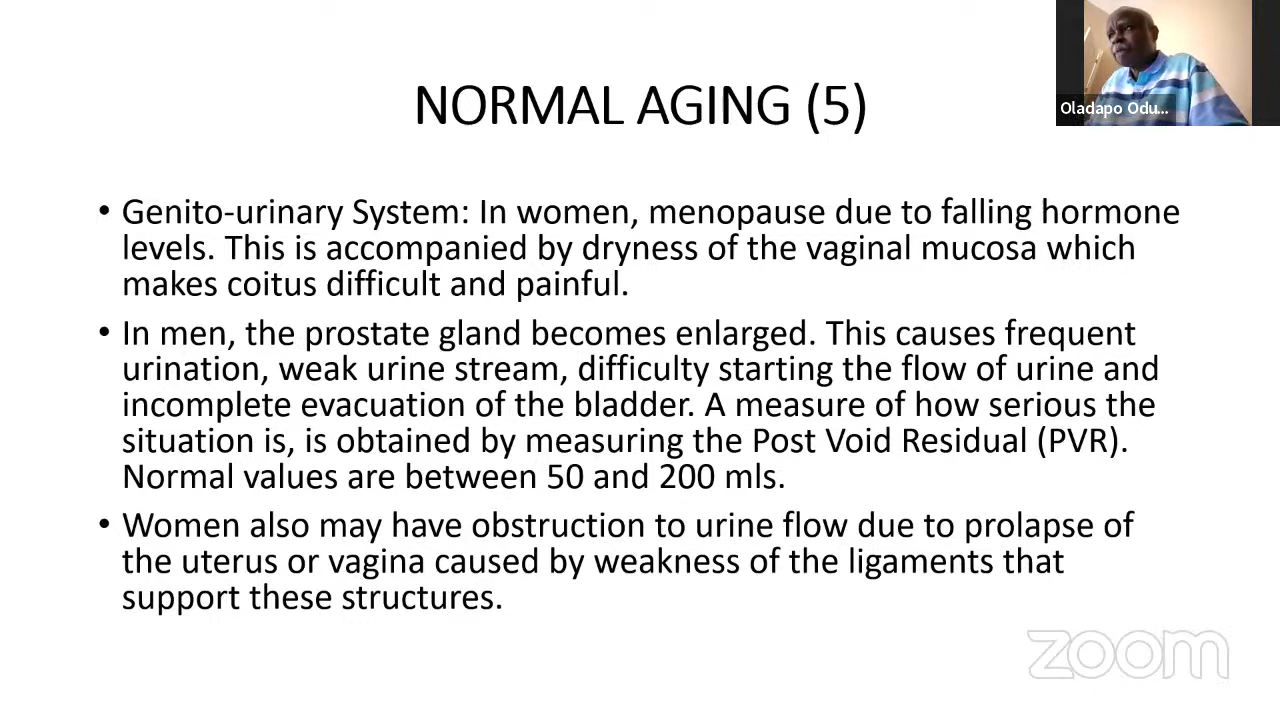 Oladapo Odu...
NORMAL AGING (5)
• Genito-urinary System: In women, menopause due to falling hormone
levels. This is accompanied by dryness of the vaginal mucosa which
makes coitus difficult and painful.
• In men, the prostate gland becomes enlarged. This causes frequent
urination, weak urine stream, difficulty starting the flow of urine and
incomplete evacuation of the bladder. A measure of how serious the
situation is, is obtained by measuring the Post Void Residual (PVR).
Normal values are between 50 and 200 mls.
• Women also may have obstruction to urine flow due to prolapse of
the uterus or vagina caused by weakness of the ligaments that
support these structures.
zoom